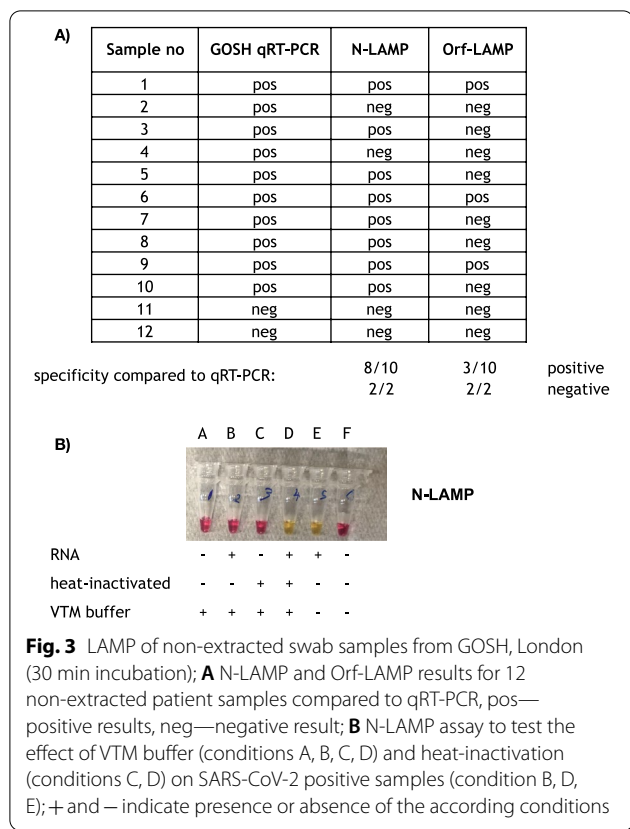 A)
Sample no GOSH qRT-PCR N-LAMP Orf-LAMP
1 pos pos pos
2 pos neg neg
3 pos pos neg
4 pos neg neg
5 pos pos neg
6 pos pos pos
7 pos pos neg
8 pos pos neg
9 pos pos pos
10 pos pos neg
11 neg neg neg
12 neg neg neg
specificity compared to qRT-PCR: 8/10 3/10 positive
2/2 2/2 negative
B)
A B C D E F
N-LAMP
RNA - + - + + -
heat-inactivated - - + + - -
VTM buffer + + + + - -
Fig. 3 LAMP of non-extracted swab samples from GOSH, London
(30 min incubation); A N-LAMP and Orf-LAMP results for 12
non-extracted patient samples compared to qRT-PCR, pos—
positive results, neg—negative result; B N-LAMP assay to test the
effect of VTM buffer (conditions A, B, C, D) and heat-inactivation
(conditions C, D) on SARS-CoV-2 positive samples (condition B, D,
E); + and − indicate presence or absence of the according conditions